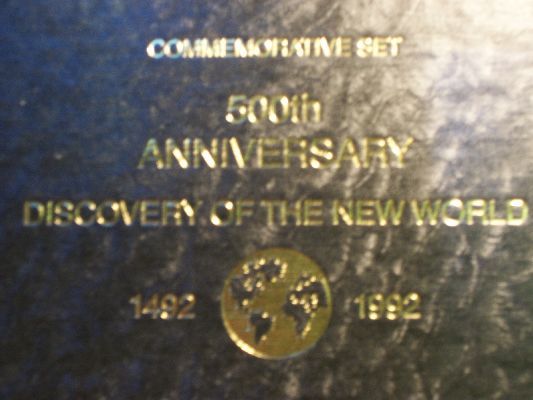 COMMEMORATIVE SET
500th
ANNIVERSARY
DISCOVERY OF THE NEW WORLD
1492 1992